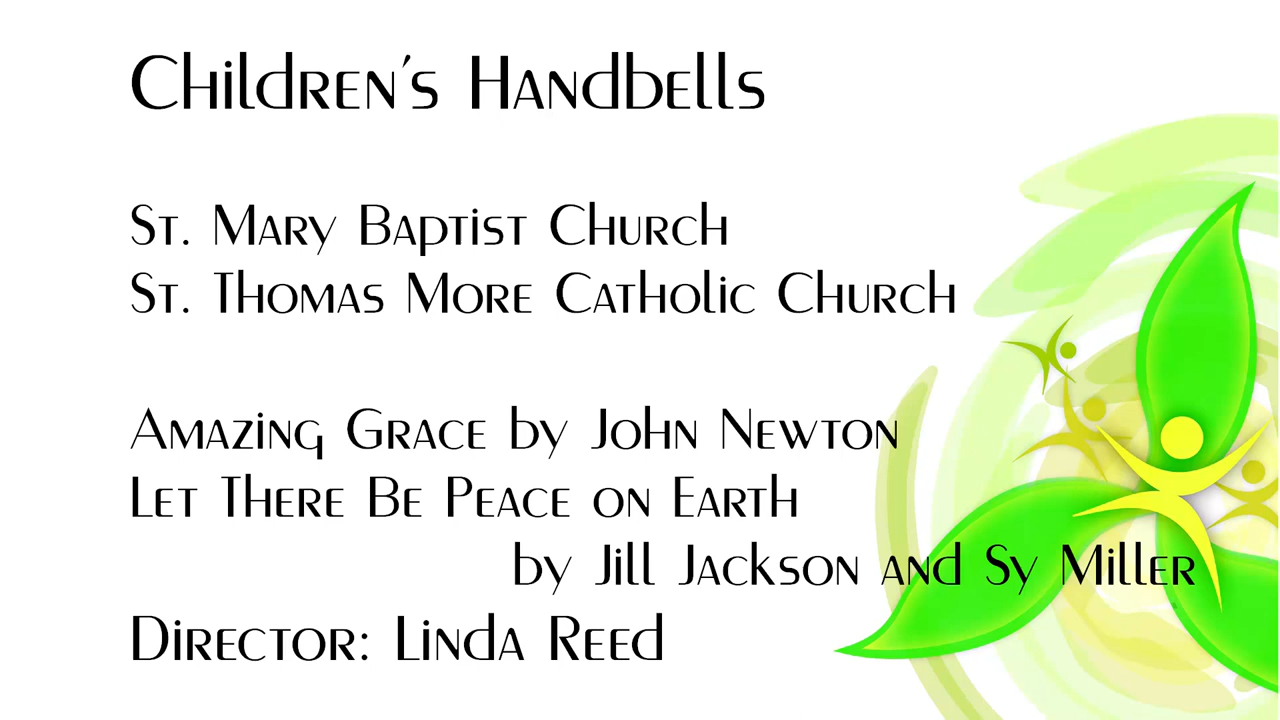 Children's Handbells
St. Mary Baptist Church
St. Thomas More Catholic Church
Amazing Grace by John Newton
Let There Be Peace on Earth
by Jill Jackson and Sy Miller
Director: Linda Reed